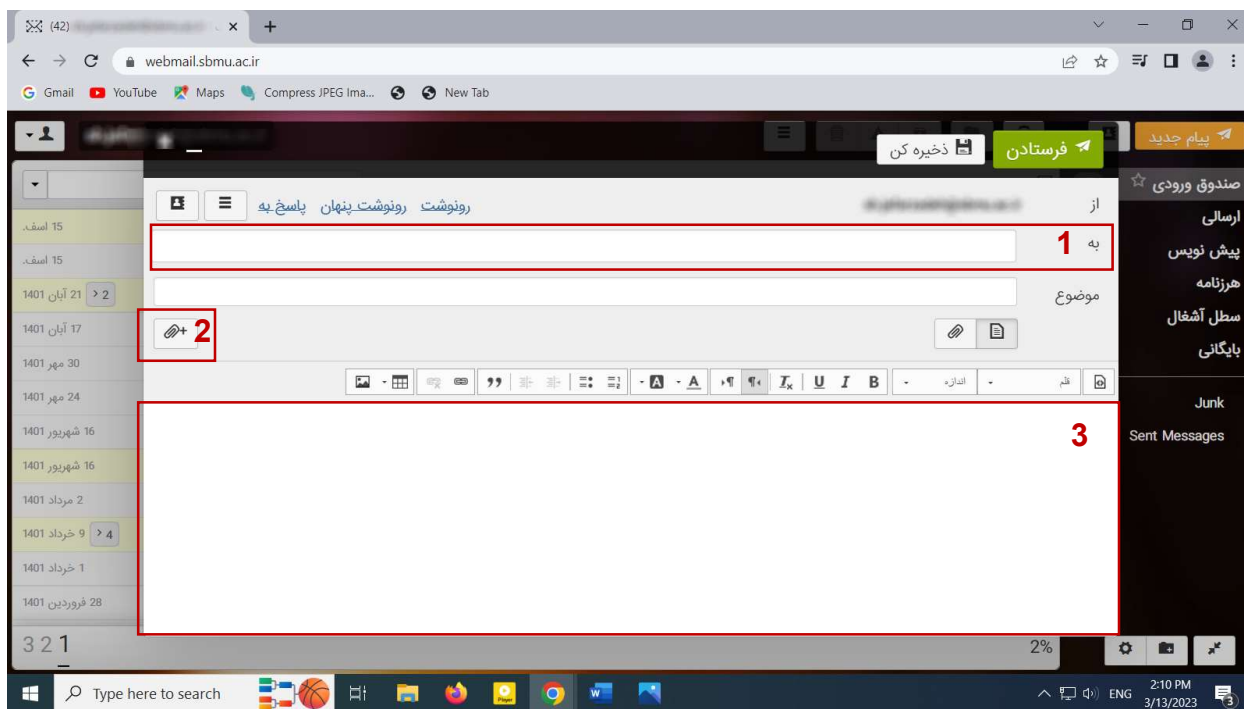 (42)
webmail.sbmu.ac.ir
Gmail YouTube Maps Compress JPEG Ima... New Tab
پیام جدید
فرستادن ذخیره کن
صندوق ورودی
ارسالی
پیش نویس
هرزنامه
سطل آشغال
بایگانی
Junk
Sent Messages
از
رونوشت رونوشت پنهان پاسخ به
به 1
موضوع
2
قلم اندازه
B I U
3
15 اسف.
15 اسف.
21 آبان 1401 2
17 آبان 1401
30 مهر 1401
24 مهر 1401
16 شهریور 1401
16 شهریور 1401
2 مرداد 1401
9 خرداد 1401 4
1 خرداد 1401
28 فروردین 1401
3 2 1
2%
Type here to search
ENG
2:10 PM
3/13/2023
3